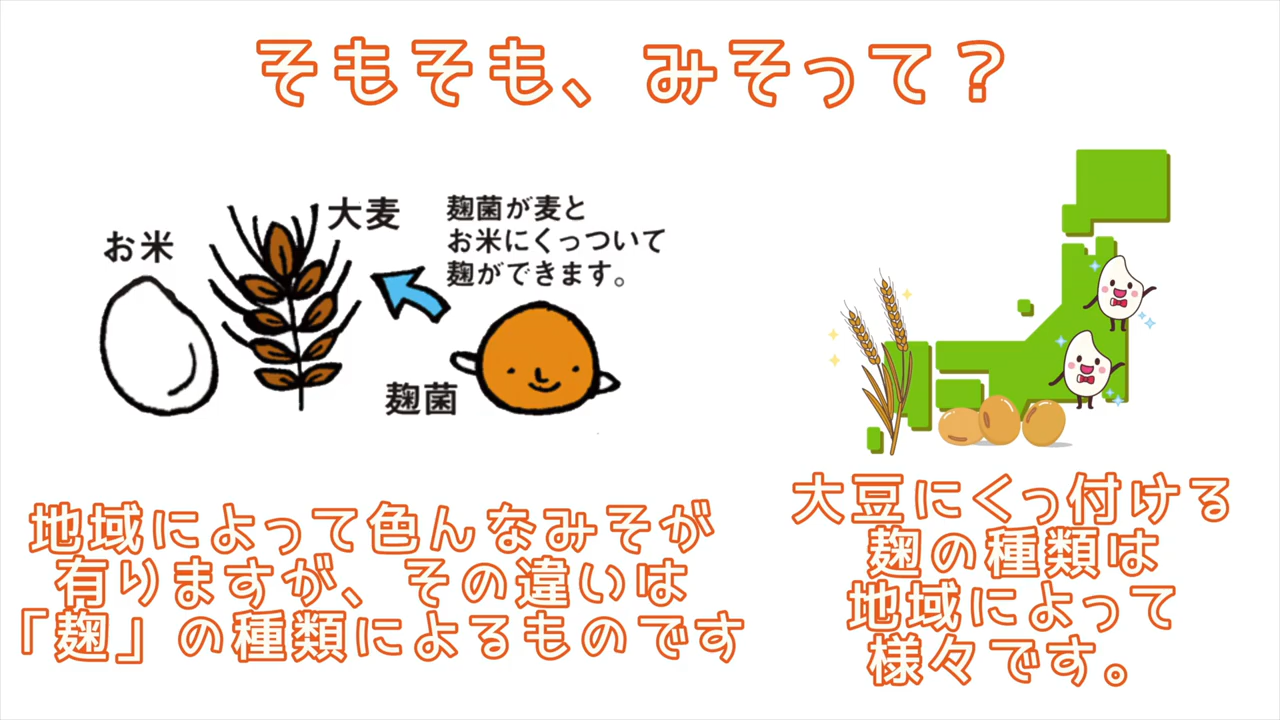 そもそも、みそって？
お米
大麦
麹菌が麦と
お米にくっついて
麹ができます。
麹菌
地域によって色んなみそが
有りますが、その違いは
「麹」の種類によるものです
大豆にくっ付ける
麹の種類は
地域によって
様々です。